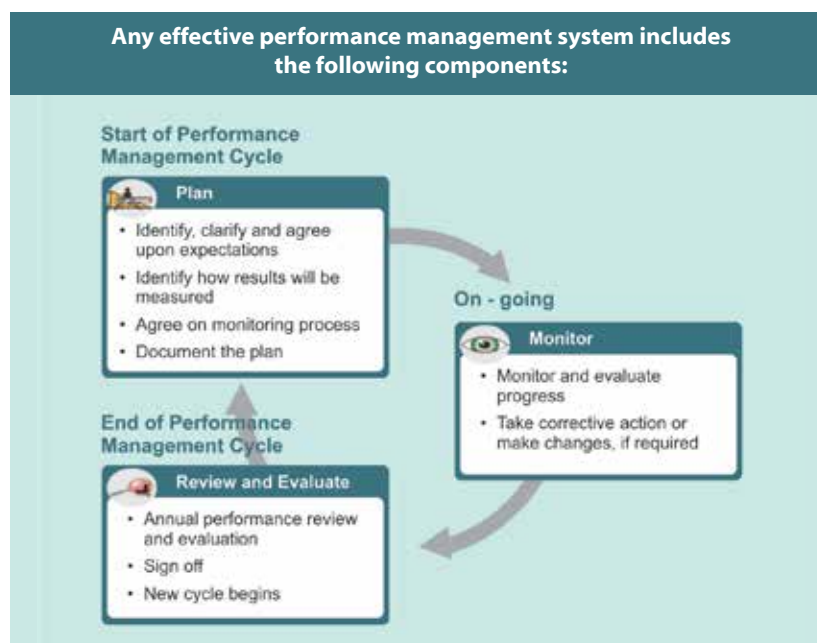 Any effective performance management system includes
the following components:
Start of Performance
Management Cycle
Plan
• Identify, clarify and agree
upon expectations
• Identify how results will be
measured
• Agree on monitoring process
• Document the plan
On - going
Monitor
• Monitor and evaluate
progress
• Take corrective action or
make changes, if required
End of Performance
Management Cycle
Review and Evaluate
• Annual performance review
and evaluation
• Sign off
• New cycle begins